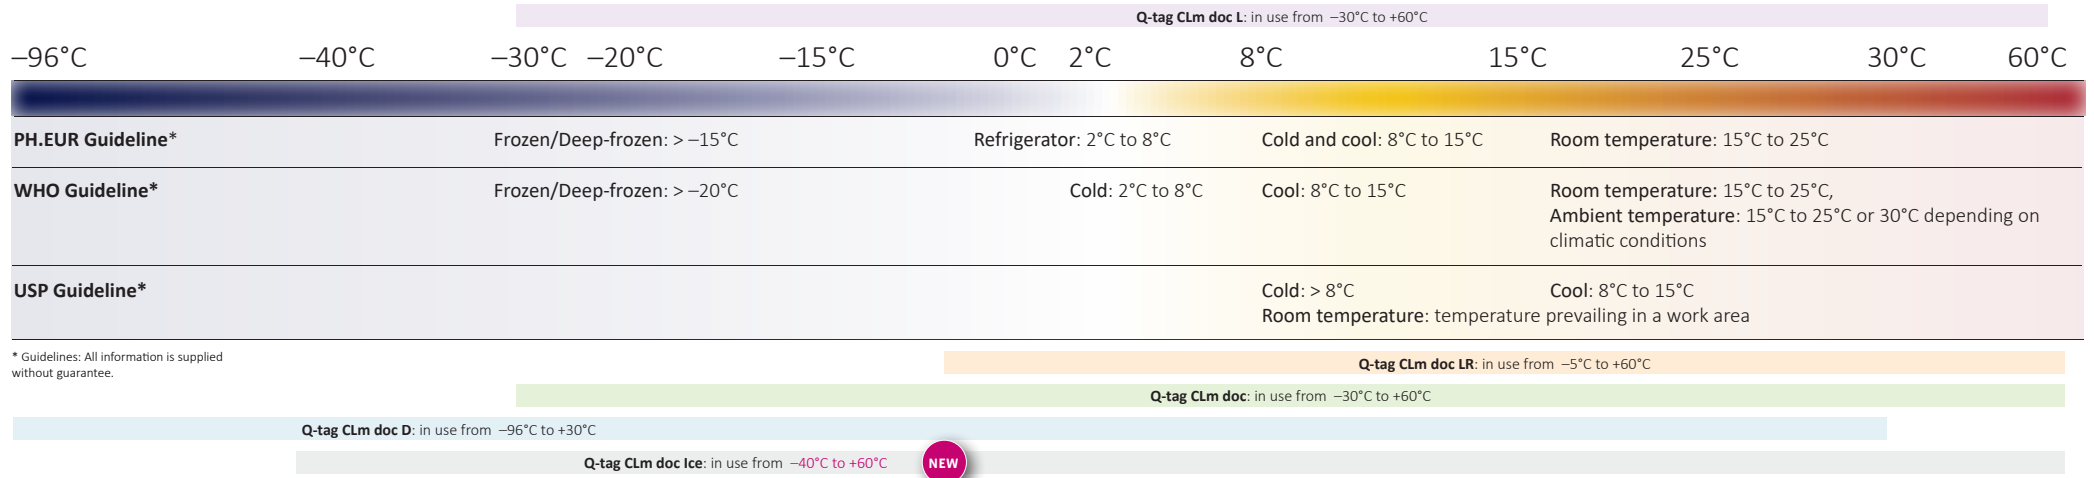 Q-tag CLm doc L: in use from –30°C to +60°C
–96°C –40°C –30°C –20°C –15°C 0°C 2°C 8°C 15°C 25°C 30°C 60°C
PH.EUR Guideline* Frozen/Deep-frozen: > –15°C Refrigerator: 2°C to 8°C Cold and cool: 8°C to 15°C Room temperature: 15°C to 25°C
WHO Guideline* Frozen/Deep-frozen: > –20°C Cold: 2°C to 8°C Cool: 8°C to 15°C Room temperature: 15°C to 25°C,
Ambient temperature: 15°C to 25°C or 30°C depending on
climatic conditions
USP Guideline* Cold: > 8°C Cool: 8°C to 15°C
Room temperature: temperature prevailing in a work area
* Guidelines: All information is supplied
without guarantee.
Q-tag CLm doc LR: in use from –5°C to +60°C
Q-tag CLm doc: in use from –30°C to +60°C
Q-tag CLm doc D: in use from –96°C to +30°C
Q-tag CLm doc Ice: in use from –40°C to +60°C NEW